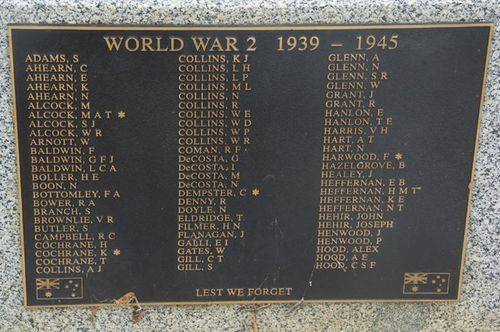 WORLD WAR 2 1939 – 1945
ADAMS, S
AHEARN, C
AHEARN, E
AHEARN, K
AHEARN, N
ALCOCK, M
ALCOCK, M A T *
ALCOCK, S J
ALCOCK, W R
ARNOTT, W
BALDWIN, F
BALDWIN, G F J
BALDWIN, L C A
BOLLER, H E
BOON, N
BOTTOMLEY, F A
BOWER, R A
BRANCH, S
BROWNLIE, V R
BUTLER, S
CAMPBELL, R C
COCHRANE, H
COCHRANE, K *
COCHRANE, T
COLLINS, A J
COLLINS, K J
COLLINS, L H
COLLINS, L P
COLLINS, M L
COLLINS, N
COLLINS, R
COLLINS, W E
COLLINS, W D
COLLINS, W P
COLLINS, W R
COMAN, R F
DeCOSTA, G
DeCOSTA, J
DeCOSTA, M
DeCOSTA, N
DEMPSTER, C *
DENNY, R
DOYLE, N
ELDRIDGE, T
FILMER, H N
FLANAGAN, J
GALLI, E I
GATES, W
GILL, C T
GILL, S
GLENN, A
GLENN, N
GLENN, S R
GLENN, W
GRANT, J
GRANT, R
HANLON, E
HANLON, T E
HARRIS, V H
HART, A T
HART, N
HARWOOD, F *
HAZELGROVE, B
HEALEY, J
HEFFERNAN, E B
HEFFERNAN, H M T *
HEFFERNAN, K E
HEFFERNAN, N T
HEHIR, JOHN
HEHIR, JOSEPH
HENWOOD, J
HENWOOD, P
HOOD, ALEX
HOOD, A E
HOOD, C S F
LEST WE FORGET